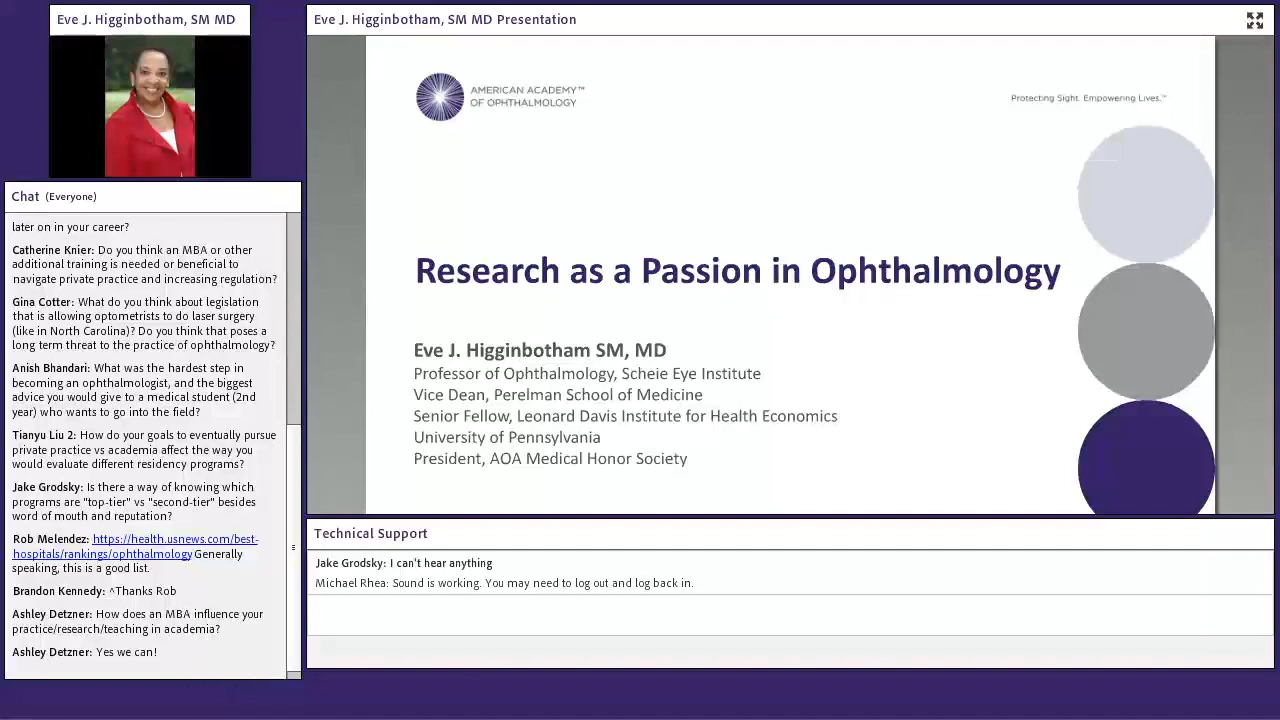 Eve J. Higginbotham, SM MD
Eve J. Higginbotham, SM MD Presentation
AMERICAN ACADEMY™
OF OPHTHALMOLOGY
Protecting Sight. Empowering Lives.™
Research as a Passion in Ophthalmology
Eve J. Higginbotham SM, MD
Professor of Ophthalmology, Scheie Eye Institute
Vice Dean, Perelman School of Medicine
Senior Fellow, Leonard Davis Institute for Health Economics
University of Pennsylvania
President, AOA Medical Honor Society
Chat (Everyone)
later on in your career?
Catherine Knier: Do you think an MBA or other
additional training is needed or beneficial to
navigate private practice and increasing regulation?
Gina Cotter: What do you think about legislation
that is allowing optometrists to do laser surgery
(like in North Carolina)? Do you think that poses a
long term threat to the practice of ophthalmology?
Anish Bhandari: What was the hardest step in
becoming an ophthalmologist, and the biggest
advice you would give to a medical student (2nd
year) who wants to go into the field?
Tianyu Liu 2: How do your goals to eventually pursue
private practice vs academia affect the way you
would evaluate different residency programs?
Jake Grodsky: Is there a way of knowing which
programs are "top-tier" vs "second-tier" besides
word of mouth and reputation?
Rob Melendez: https://health.usnews.com/best-
hospitals/rankings/ophthalmology Generally
speaking, this is a good list.
Brandon Kennedy: ^Thanks Rob
Ashley Detzner: How does an MBA influence your
practice/research/teaching in academia?
Ashley Detzner: Yes we can!
Technical Support
Jake Grodsky: I can't hear anything
Michael Rhea: Sound is working. You may need to log out and log back in.